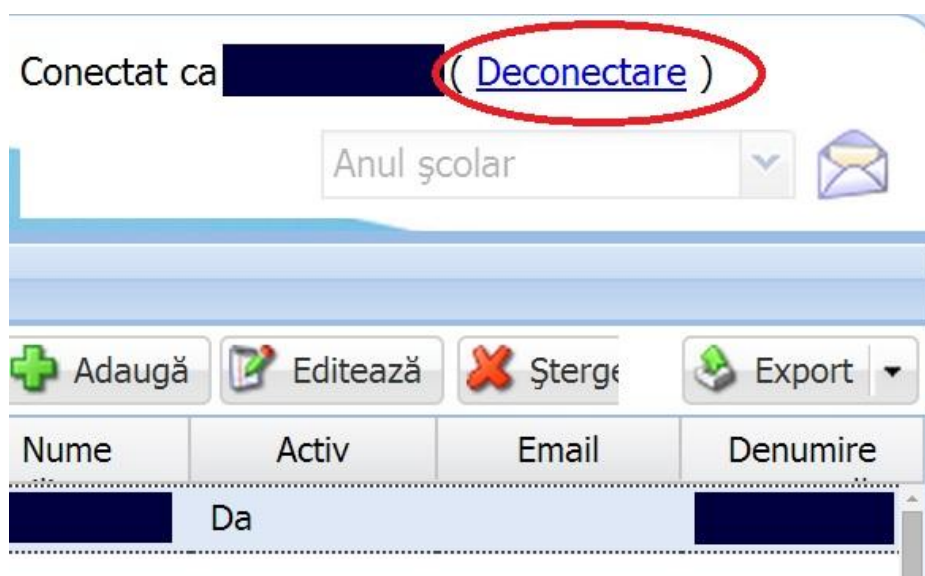 Conectat ca ( Deconectare )
Anul şcolar
Adaugă Editează Şterge Export
Nume Activ Email Denumire
Da